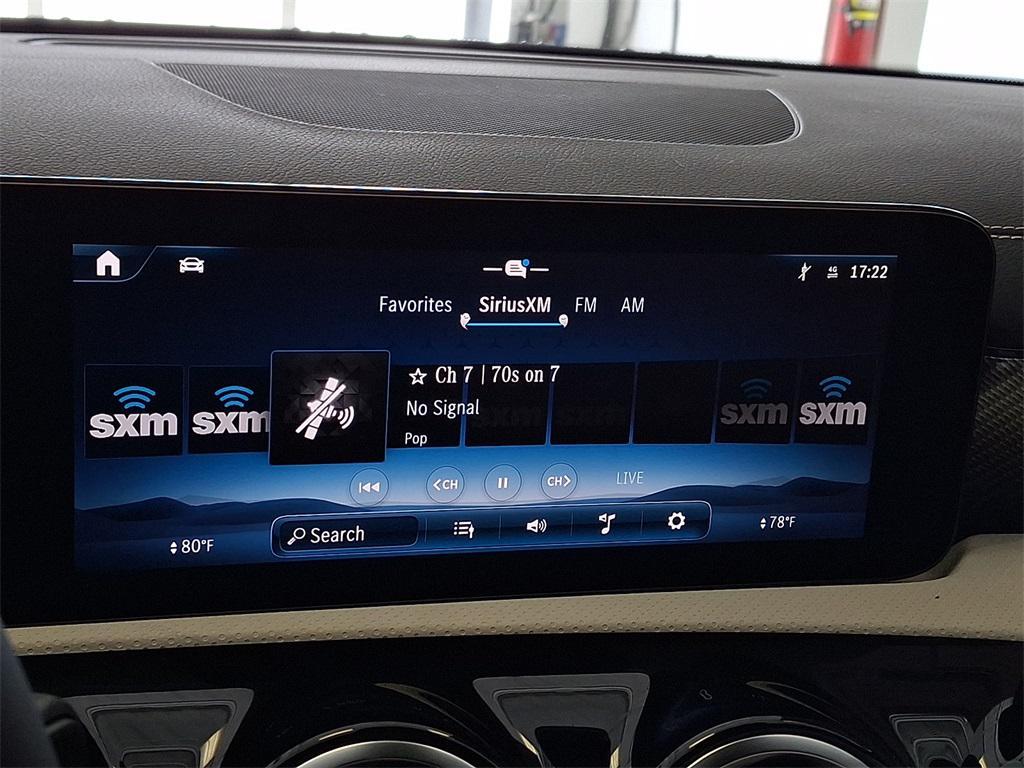 4G 17:22
Favorites SiriusXM FM AM
Ch 7 | 70s on 7
No Signal
Pop
sxm sxm sxm sxm
CH CH LIVE
Search
80°F 78°F